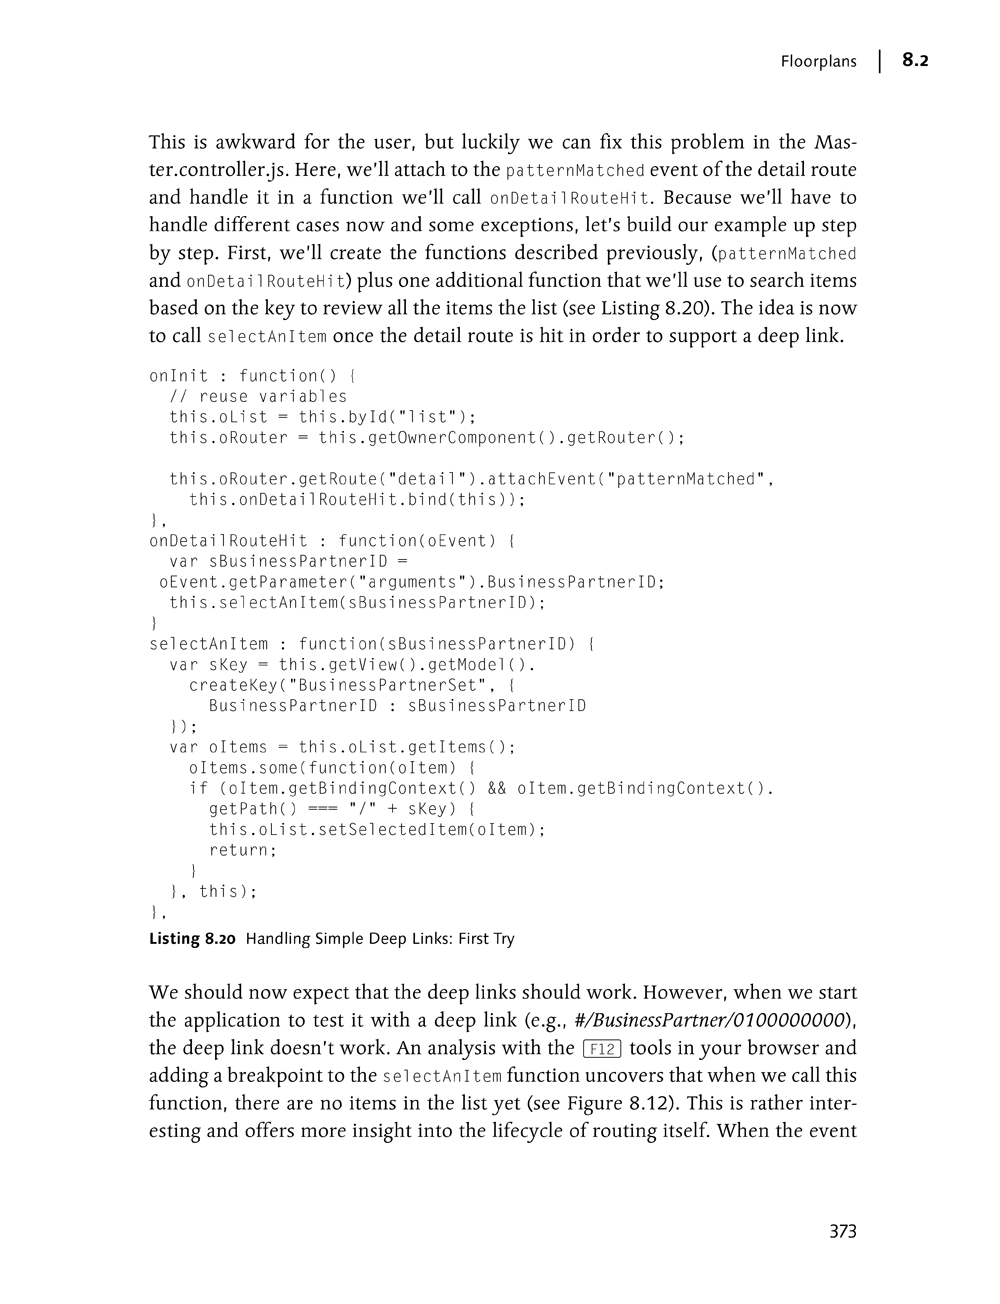 Floorplans | 8.2
This is awkward for the user, but luckily we can fix this problem in the Mas-
ter.controller.js. Here, we'll attach to the patternMatched event of the detail route
and handle it in a function we'll call onDetailRouteHit. Because we'll have to
handle different cases now and some exceptions, let's build our example up step
by step. First, we'll create the functions described previously, (patternMatched
and onDetailRouteHit) plus one additional function that we'll use to search items
based on the key to review all the items the list (see Listing 8.20). The idea is now
to call selectAnItem once the detail route is hit in order to support a deep link.
onInit : function() {
  // reuse variables
  this.oList = this.byId("list");
  this.oRouter = this.getOwnerComponent().getRouter();

  this.oRouter.getRoute("detail").attachEvent("patternMatched",
    this.onDetailRouteHit.bind(this));
},
onDetailRouteHit : function(oEvent) {
  var sBusinessPartnerID =
 oEvent.getParameter("arguments").BusinessPartnerID;
  this.selectAnItem(sBusinessPartnerID);
}
selectAnItem : function(sBusinessPartnerID) {
  var sKey = this.getView().getModel().
    createKey("BusinessPartnerSet", {
      BusinessPartnerID : sBusinessPartnerID
  });
  var oItems = this.oList.getItems();
    oItems.some(function(oItem) {
    if (oItem.getBindingContext() && oItem.getBindingContext().
      getPath() === "/" + sKey) {
      this.oList.setSelectedItem(oItem);
      return;
    }
  }, this);
},
Listing 8.20 Handling Simple Deep Links: First Try
We should now expect that the deep links should work. However, when we start
the application to test it with a deep link (e.g., #/BusinessPartner/0100000000),
the deep link doesn't work. An analysis with the F12 tools in your browser and
adding a breakpoint to the selectAnItem function uncovers that when we call this
function, there are no items in the list yet (see Figure 8.12). This is rather inter-
esting and offers more insight into the lifecycle of routing itself. When the event
373